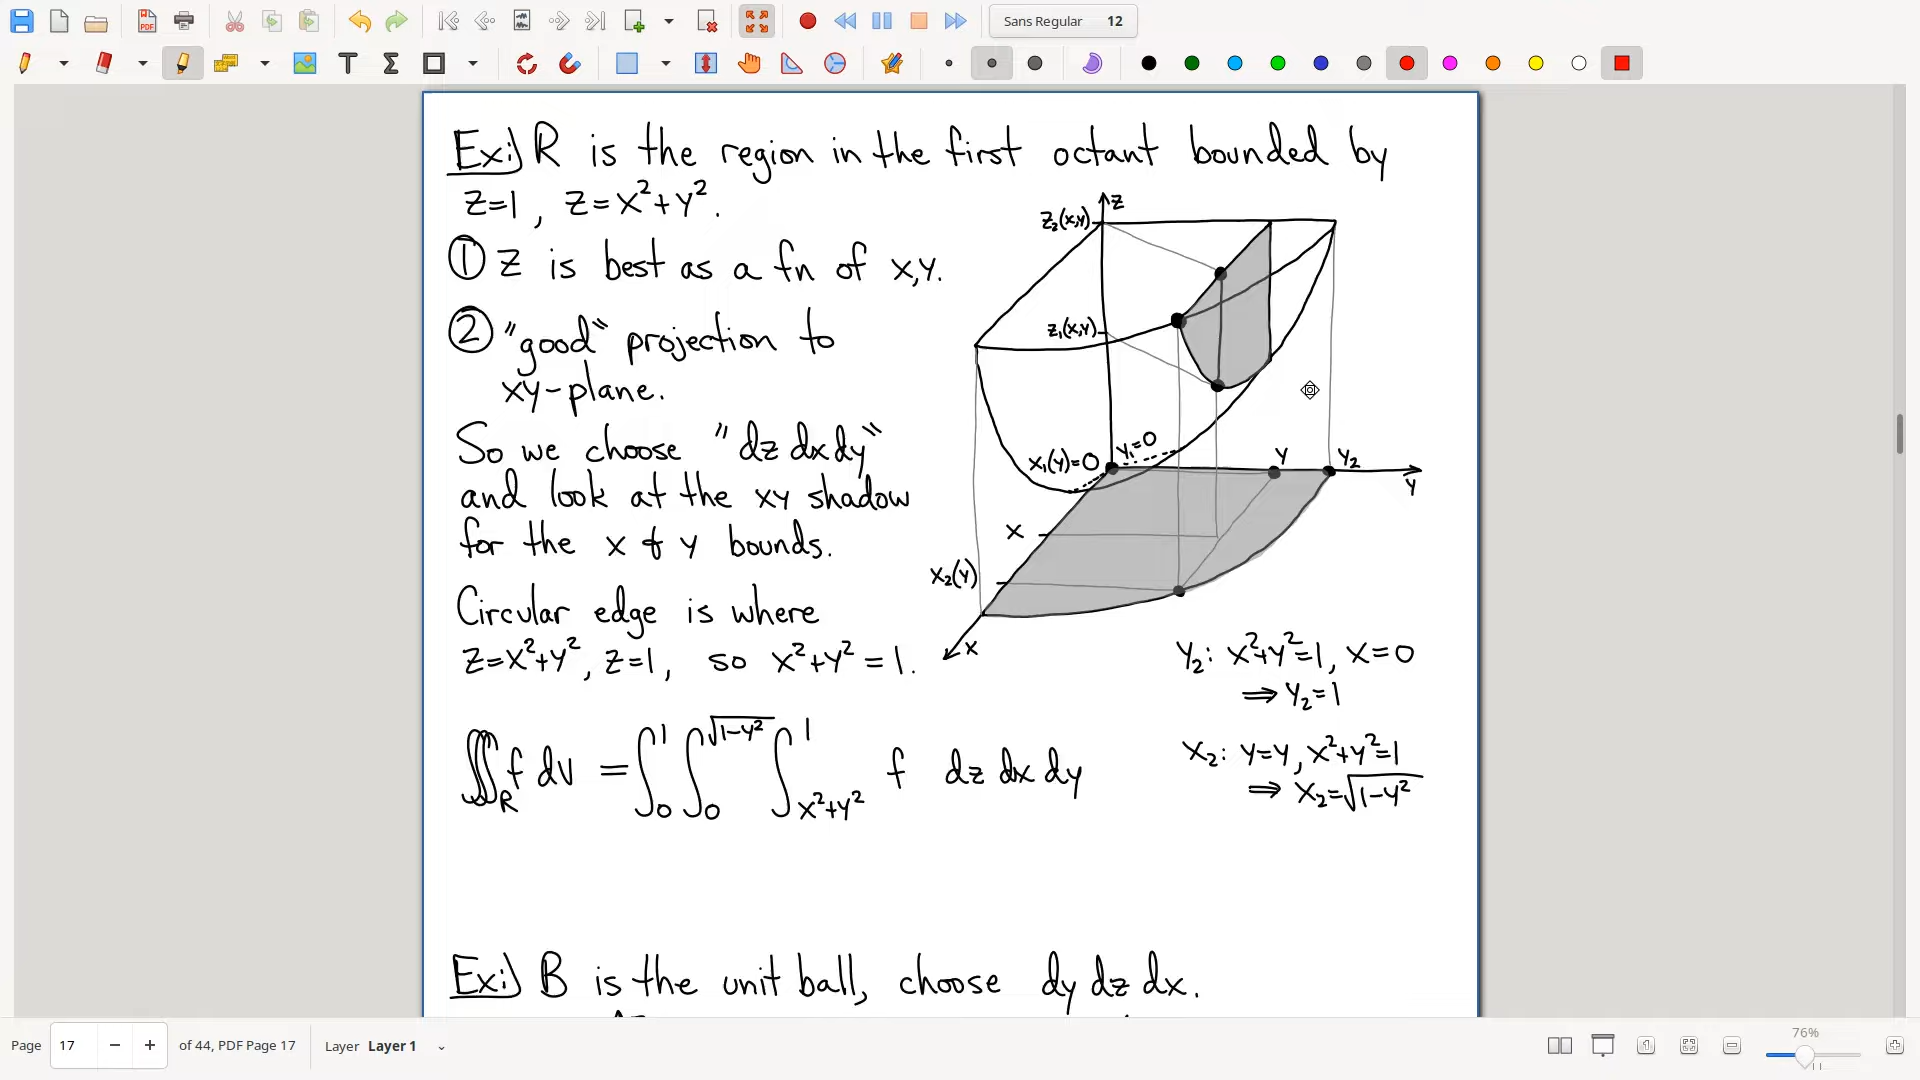 Sans Regular 12
Ex:) R is the region in the first octant bounded by
z=1, z=x²+y².
① z is best as a fn of x,y.
② "good" projection to
xy-plane.
So we choose "dz dx dy"
and look at the xy shadow
for the x & y bounds.
Circular edge is where
z=x²+y², z=1, so x²+y²=1.
z
z₂(x,y)
z₁(x,y)
x₁(y)=0
y₁=0
y
y₂
y
x
x₂(y)
x
y₂: x²+y²=1, x=0
⇒ y₂=1
x₂: y=y, x²+y²=1
⇒ x₂=√(1-y²)
∭_R f dV = ∫₀¹ ∫₀^√(1-y²) ∫_{x²+y²}^1 f dz dx dy
Ex:) B is the unit ball, choose dy dz dx.
Page 17 of 44, PDF Page 17 Layer Layer 1 76%